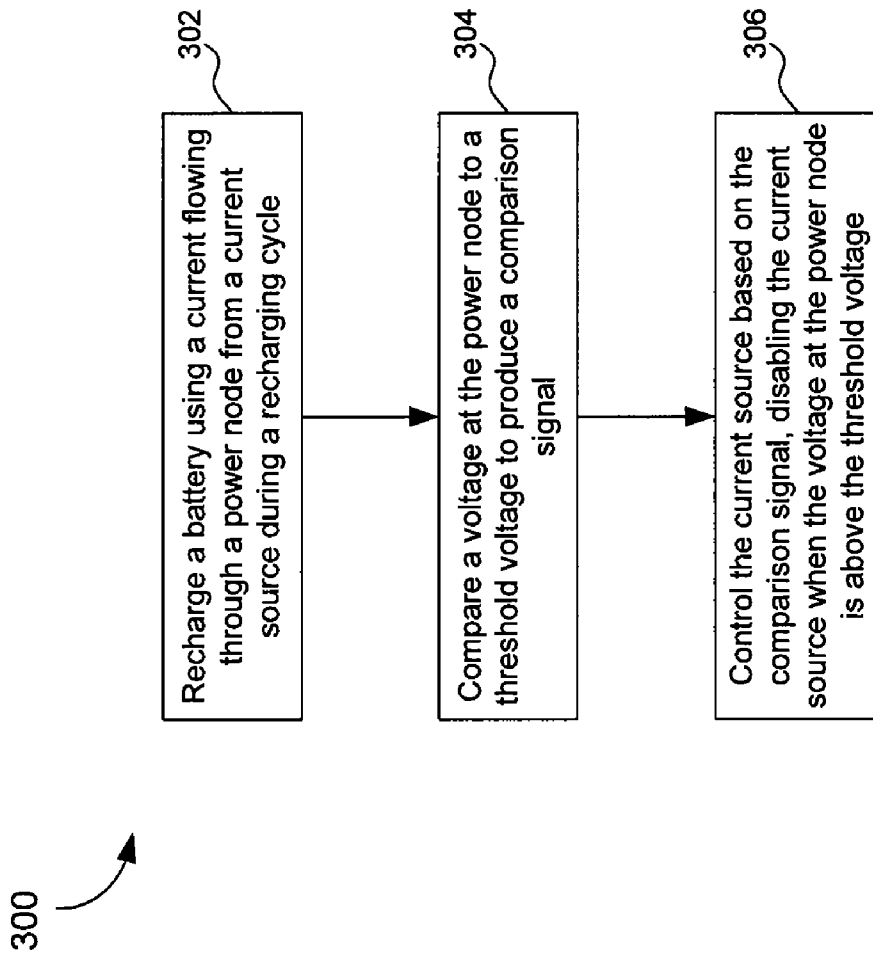 300
Recharge a battery using a current flowing
through a power node from a current
source during a recharging cycle
302
Compare a voltage at the power node to a
threshold voltage to produce a comparison
signal
304
Control the current source based on the
comparison signal, disabling the current
source when the voltage at the power node
is above the threshold voltage
306